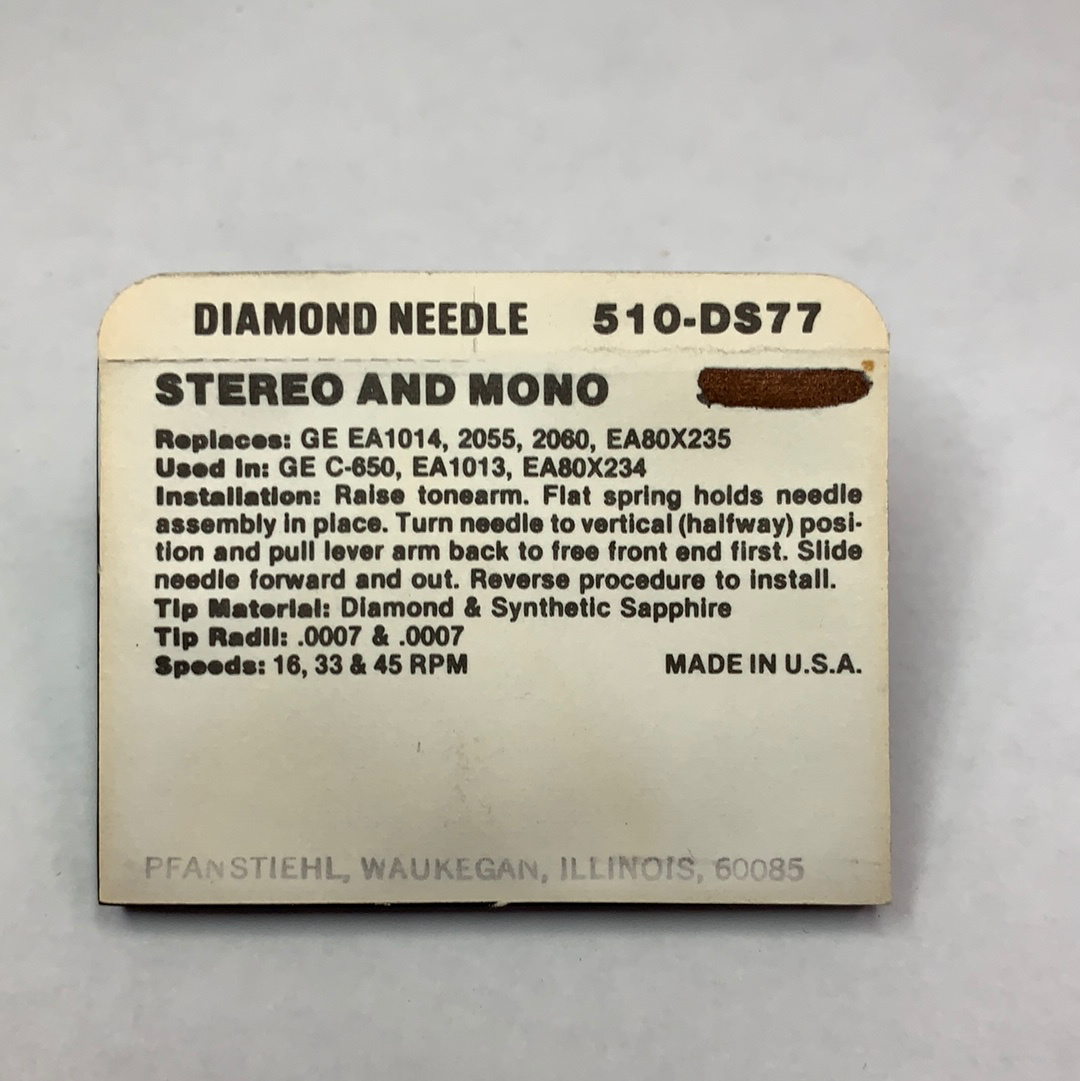 DIAMOND NEEDLE 510-DS77
STEREO AND MONO
Replaces: GE EA1014, 2055, 2060, EA80X235
Used in: GE C-650, EA1013, EA80X234
Installation: Raise tonearm. Flat spring holds needle
assembly in place. Turn needle to vertical (halfway) posi-
tion and pull lever arm back to free front end first. Slide
needle forward and out. Reverse procedure to install.
Tip Material: Diamond & Synthetic Sapphire
Tip Radii: .0007 & .0007
Speeds: 16, 33 & 45 RPM MADE IN U.S.A.
PFANSTIEHL, WAUKEGAN, ILLINOIS, 60085